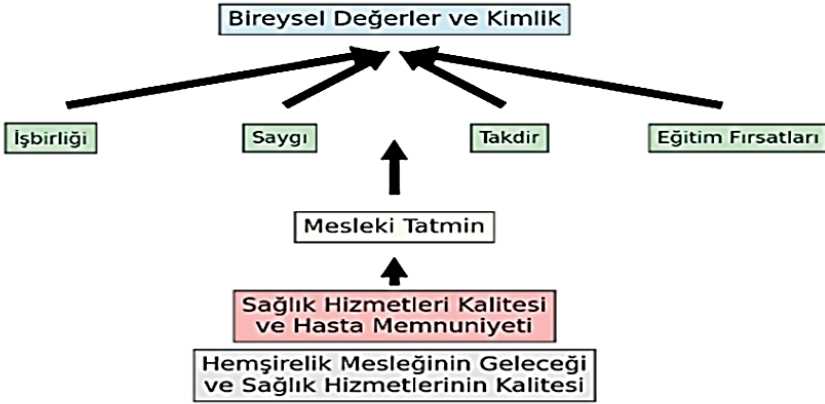 Bireysel Değerler ve Kimlik
İşbirliği
Saygı
Takdir
Eğitim Fırsatları
Mesleki Tatmin
Sağlık Hizmetleri Kalitesi
ve Hasta Memnuniyeti
Hemşirelik Mesleğinin Geleceği
ve Sağlık Hizmetlerinin Kalitesi